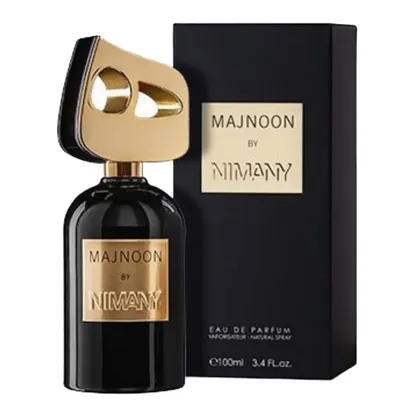 MAJNOON
BY
NIMANY
MAJNOON
BY
NIMANY
EAU DE PARFUM
VAPORISATEUR - NATURAL SPRAY
℮100ml 3.4 FL.oz.